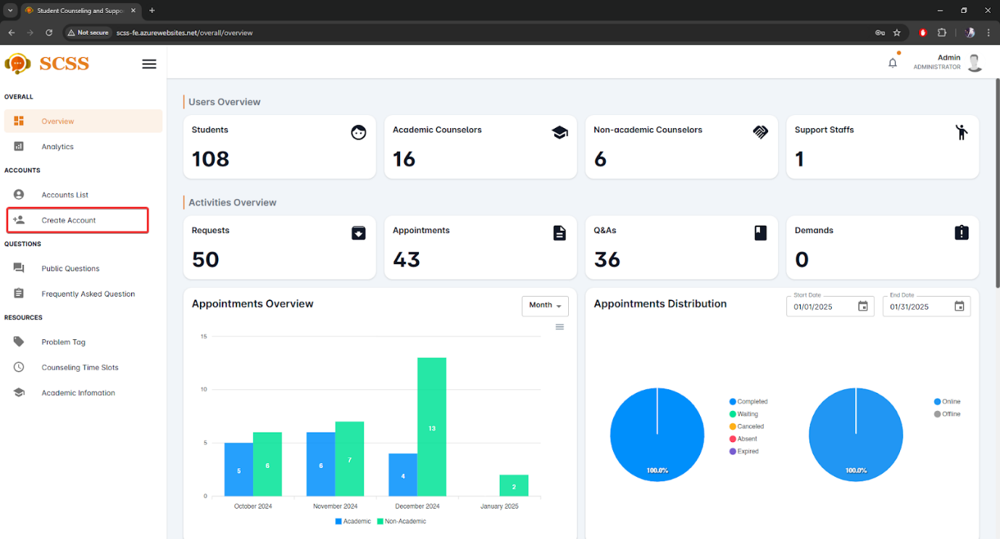 Student Counseling and Suppo
Not secure
scss-fe.azurewebsites.net/overall/overview
SCSS
Admin
ADMINISTRATOR
OVERALL
Overview
Analytics
ACCOUNTS
Accounts List
Create Account
QUESTIONS
Public Questions
Frequently Asked Question
RESOURCES
Problem Tag
Counseling Time Slots
Academic Infomation
Users Overview
Students
108
Academic Counselors
16
Non-academic Counselors
6
Support Staffs
1
Activities Overview
Requests
50
Appointments
43
Q&As
36
Demands
0
Appointments Overview
Month
15
10
5
0
5
6
6
7
4
13
2
October 2024
November 2024
December 2024
January 2025
Academic
Non-Academic
Appointments Distribution
Start Date
01/01/2025
End Date
01/31/2025
100.0%
Completed
Waiting
Canceled
Absent
Expired
100.0%
Online
Offline